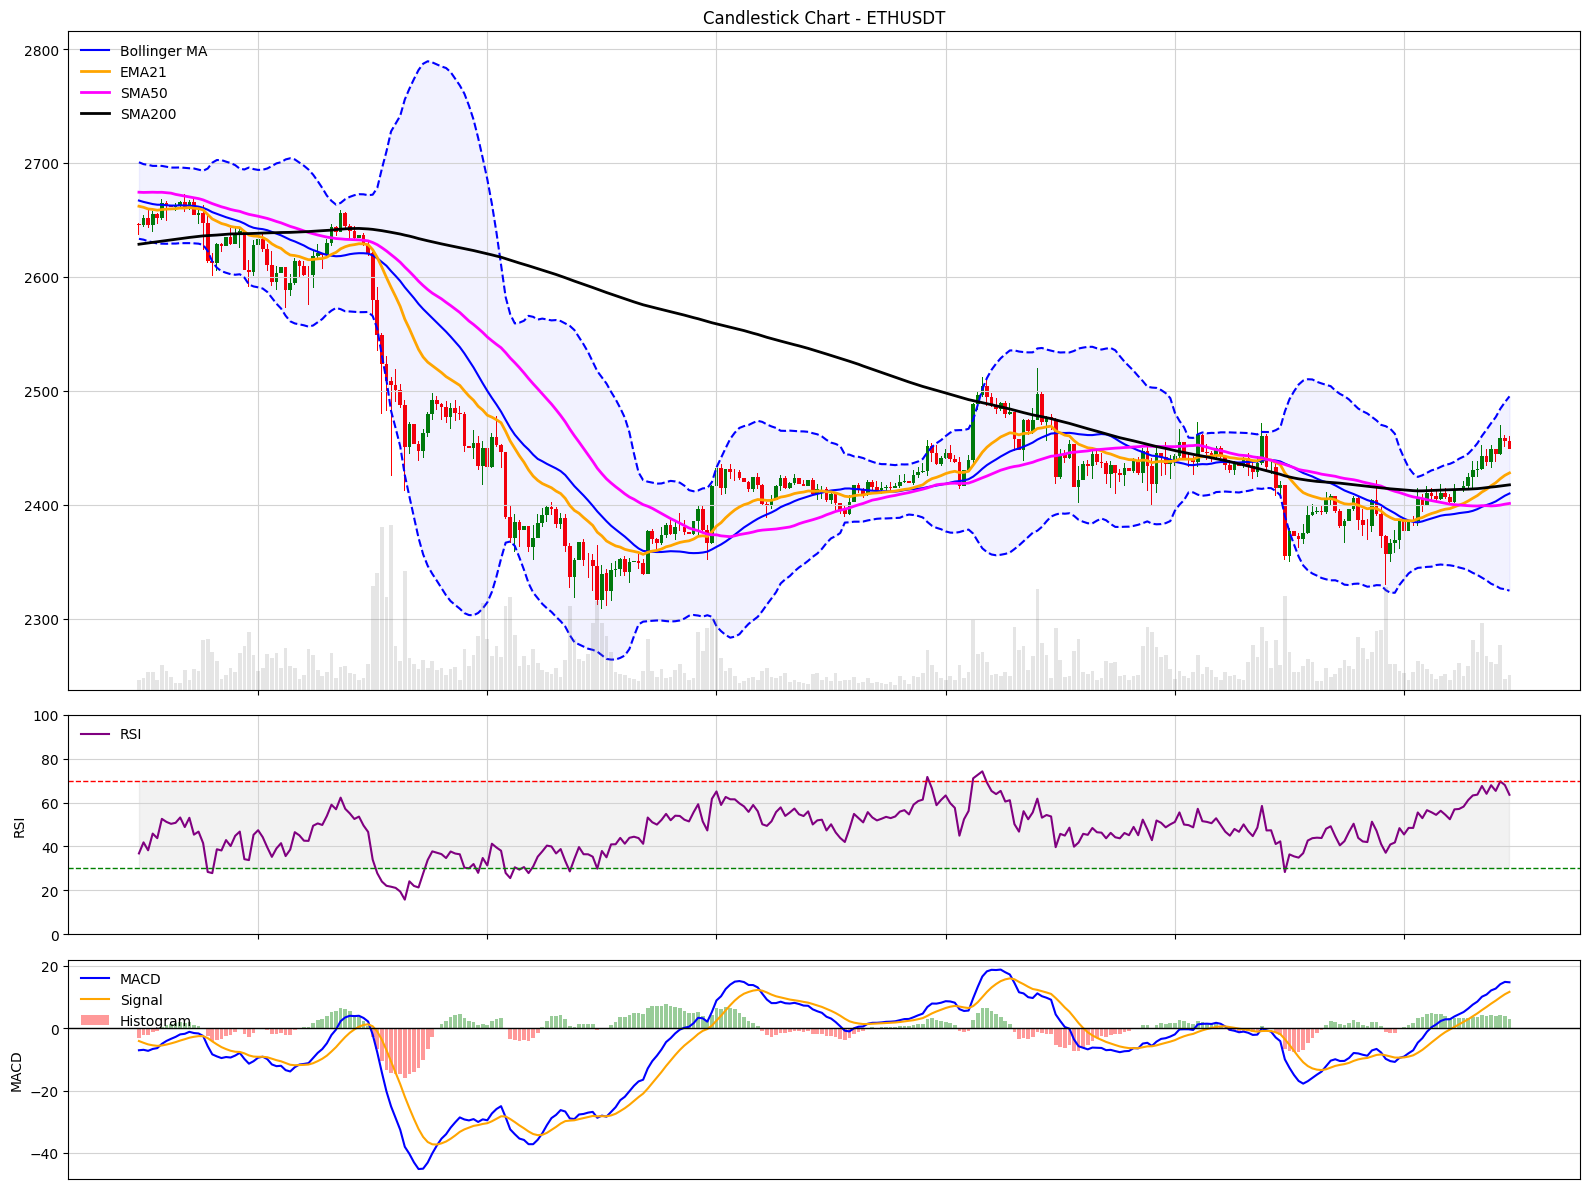 Candlestick Chart - ETHUSDT
2800
2700
2600
2500
2400
2300
Bollinger MA
EMA21
SMA50
SMA200
100
80
60
40
20
0
RSI
RSI
20
0
−20
−40
MACD
MACD
Signal
Histogram